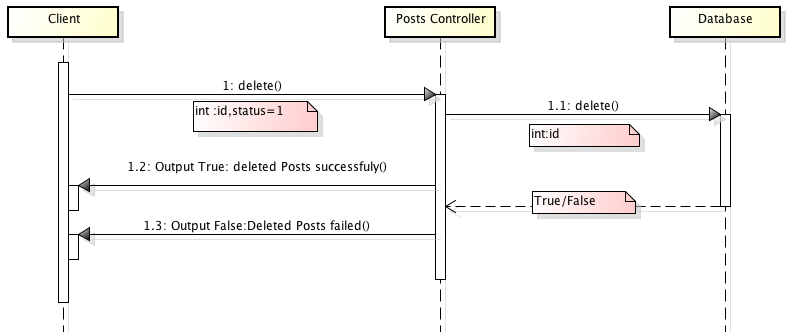 Client
Posts Controller
Database
1: delete()
int :id,status=1
1.1: delete()
int:id
1.2: Output True: deleted Posts successfuly()
True/False
1.3: Output False:Deleted Posts failed()